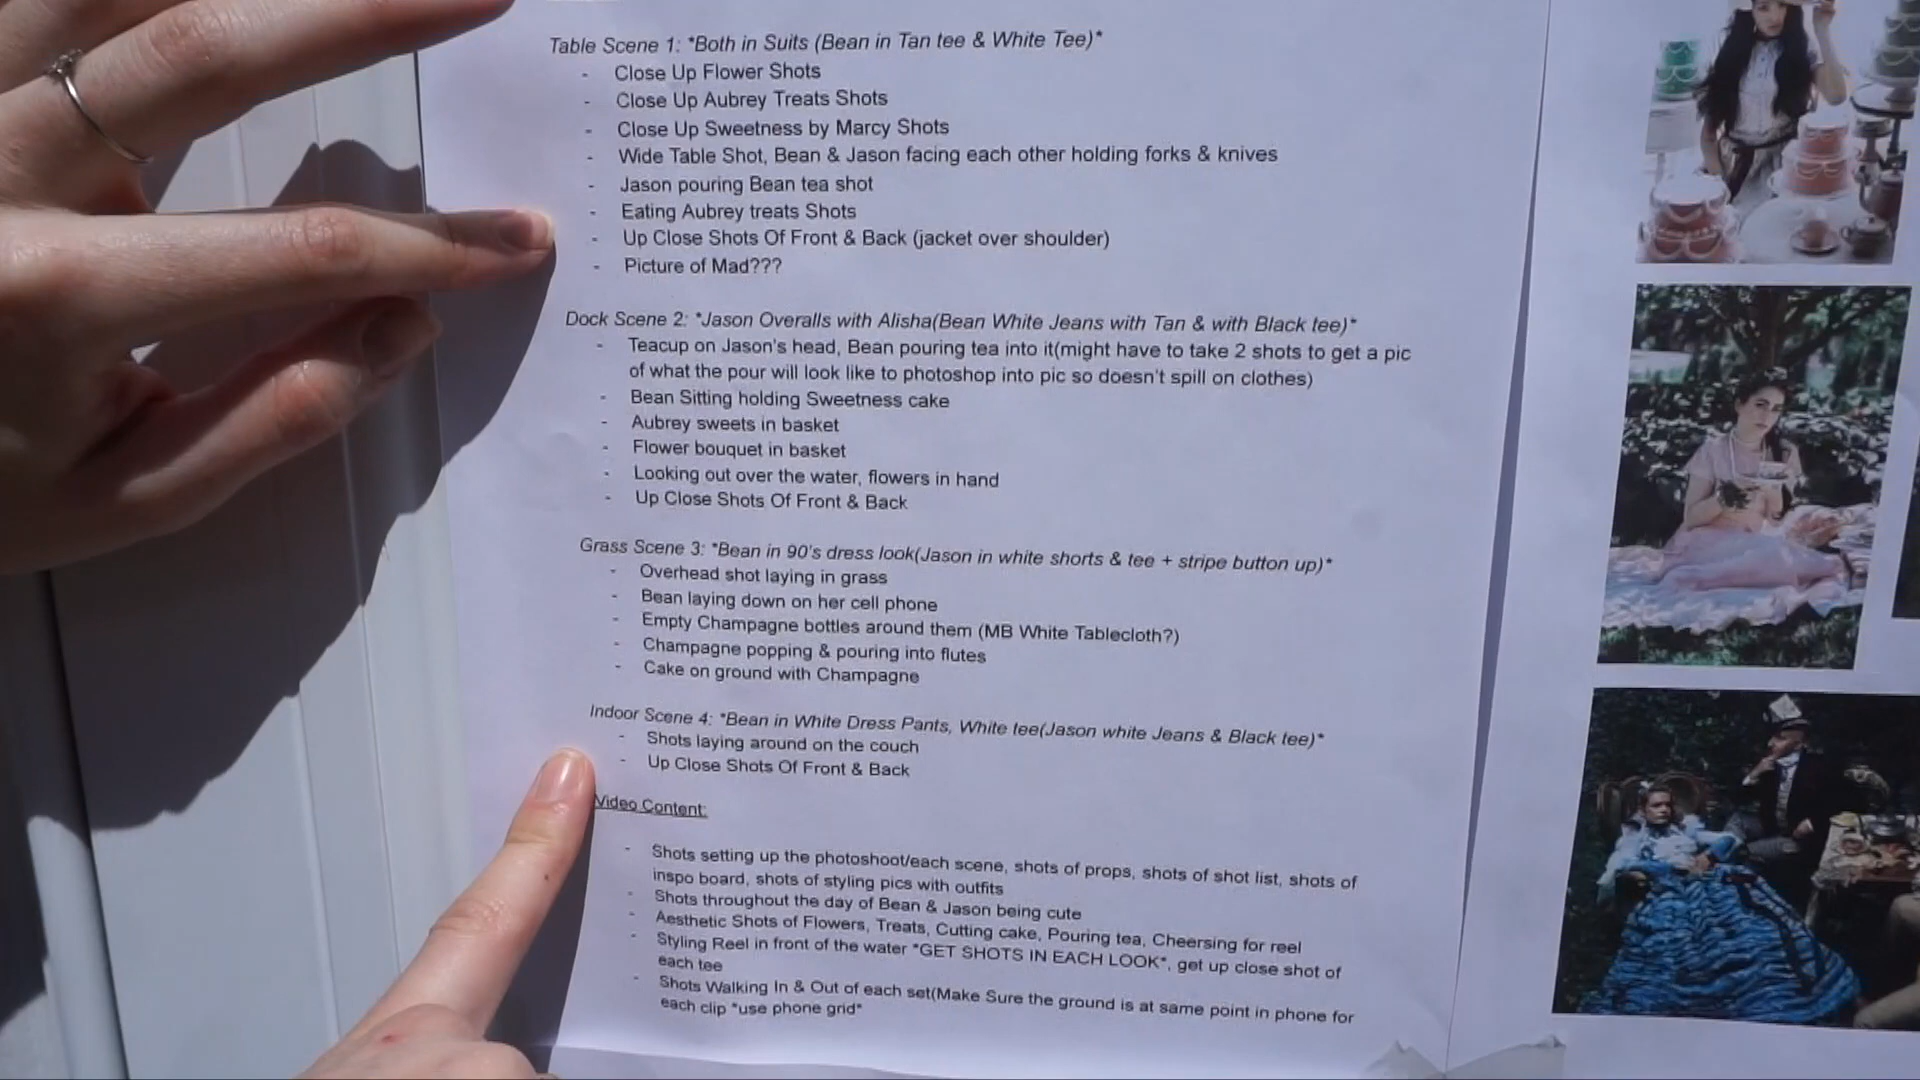 Table Scene 1: *Both in Suits (Bean in Tan tee & White Tee)*
- Close Up Flower Shots
- Close Up Aubrey Treats Shots
- Close Up Sweetness by Marcy Shots
- Wide Table Shot, Bean & Jason facing each other holding forks & knives
- Jason pouring Bean tea shot
- Eating Aubrey treats Shots
- Up Close Shots Of Front & Back (jacket over shoulder)
- Picture of Mad???
Dock Scene 2: *Jason Overalls with Alisha(Bean White Jeans with Tan & with Black tee)*
- Teacup on Jason's head, Bean pouring tea into it(might have to take 2 shots to get a pic
of what the pour will look like to photoshop into pic so doesn't spill on clothes)
- Bean Sitting holding Sweetness cake
- Aubrey sweets in basket
- Flower bouquet in basket
- Looking out over the water, flowers in hand
- Up Close Shots Of Front & Back
Grass Scene 3: *Bean in 90's dress look(Jason in white shorts & tee + stripe button up)*
- Overhead shot laying in grass
- Bean laying down on her cell phone
- Empty Champagne bottles around them (MB White Tablecloth?)
- Champagne popping & pouring into flutes
- Cake on ground with Champagne
Indoor Scene 4: *Bean in White Dress Pants, White tee(Jason white Jeans & Black tee)*
- Shots laying around on the couch
- Up Close Shots Of Front & Back
Video Content:
- Shots setting up the photoshoot/each scene, shots of props, shots of shot list, shots of
inspo board, shots of styling pics with outfits
- Shots throughout the day of Bean & Jason being cute
- Aesthetic Shots of Flowers, Treats, Cutting cake, Pouring tea, Cheersing for reel
- Styling Reel in front of the water *GET SHOTS IN EACH LOOK*, get up close shot of
each tee
- Shots Walking In & Out of each set(Make Sure the ground is at same point in phone for
each clip *use phone grid*